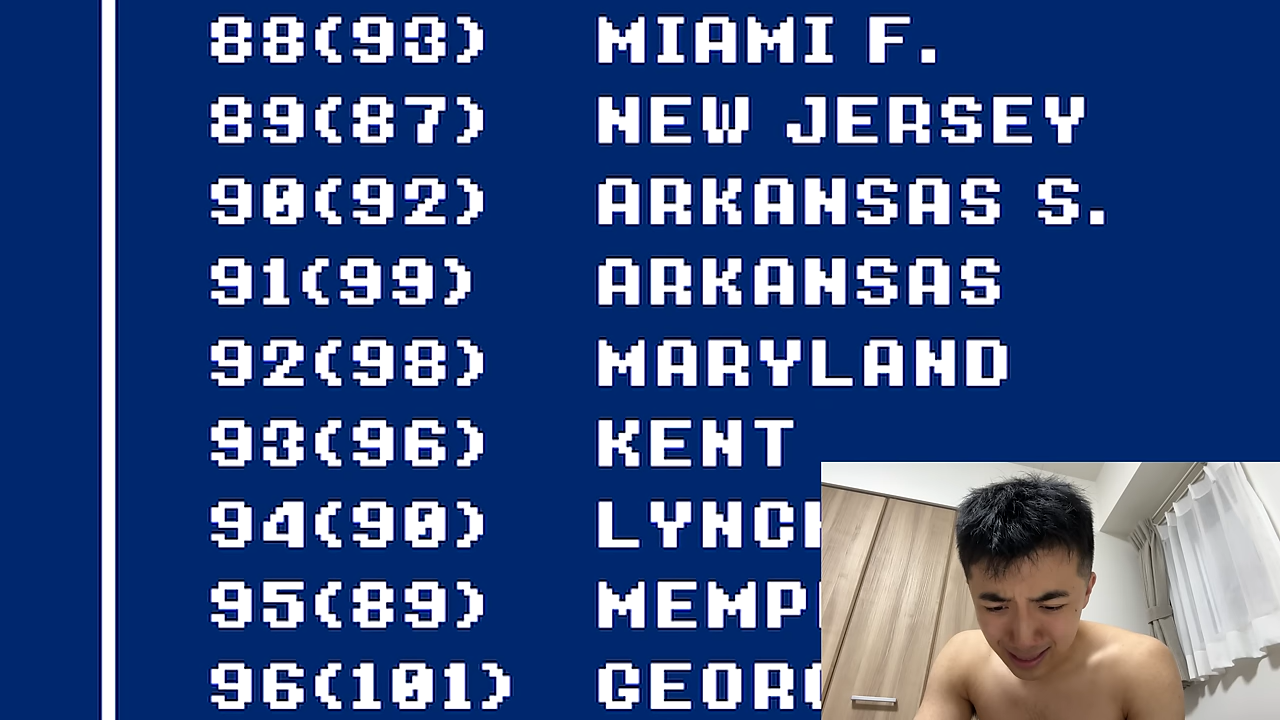 88(93) MIAMI F.
89(87) NEW JERSEY
90(92) ARKANSAS S.
91(99) ARKANSAS
92(98) MARYLAND
93(96) KENT
94(90)
95(89)
96(101)